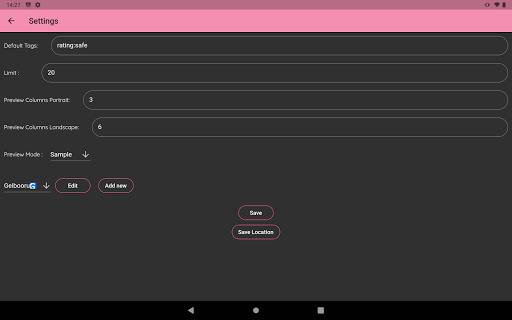 14:27
Settings
Default Tags: rating:safe
Limit : 20
Preview Columns Portrait: 3
Preview Columns Landscape: 6
Preview Mode : Sample
Gelbooru Edit Add new
Save
Save Location